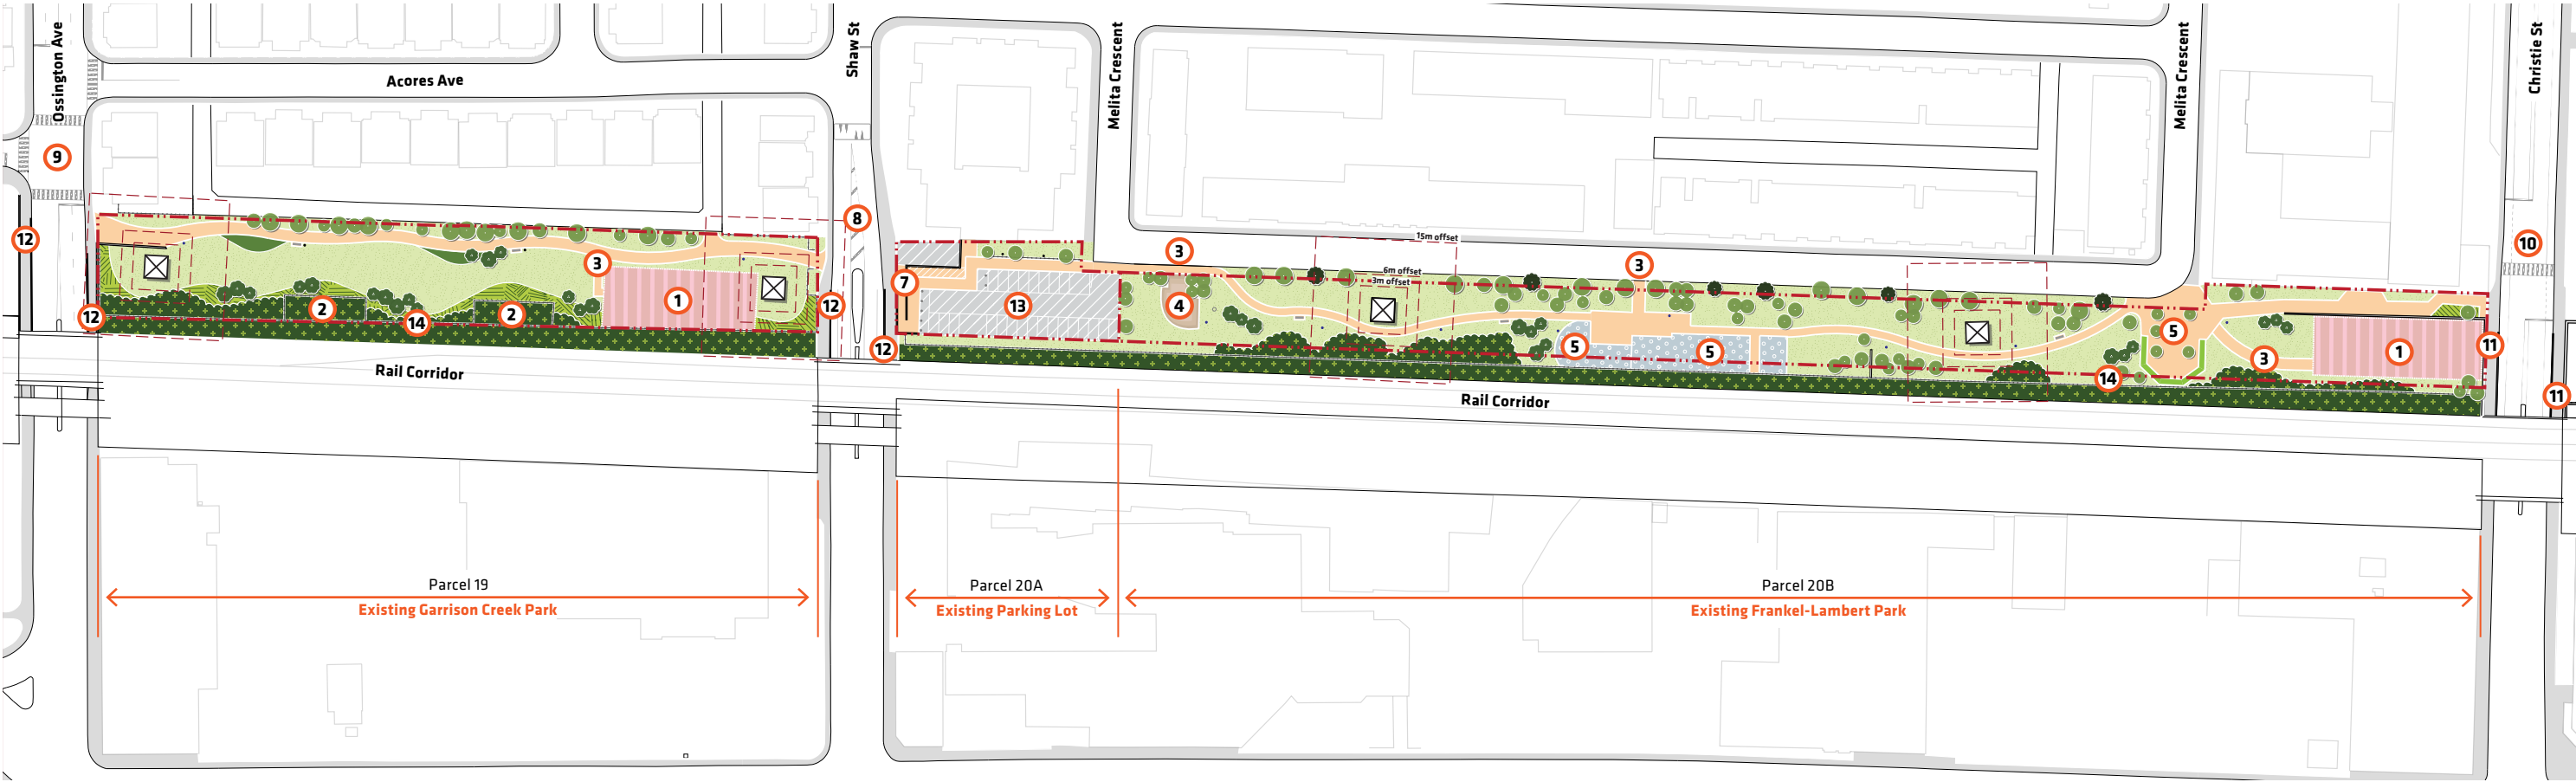 Ossington Ave
Acores Ave
Shaw St
Melita Crescent
Melita Crescent
Christie St
9
12
12
8
3
1
2
2
14
12
7
12
13
3
4
15m offset
6m offset
3m offset
3
5
5
5
14
3
1
10
11
11
Rail Corridor
Rail Corridor
Parcel 19
Existing Garrison Creek Park
Parcel 20A
Existing Parking Lot
Parcel 20B
Existing Frankel-Lambert Park